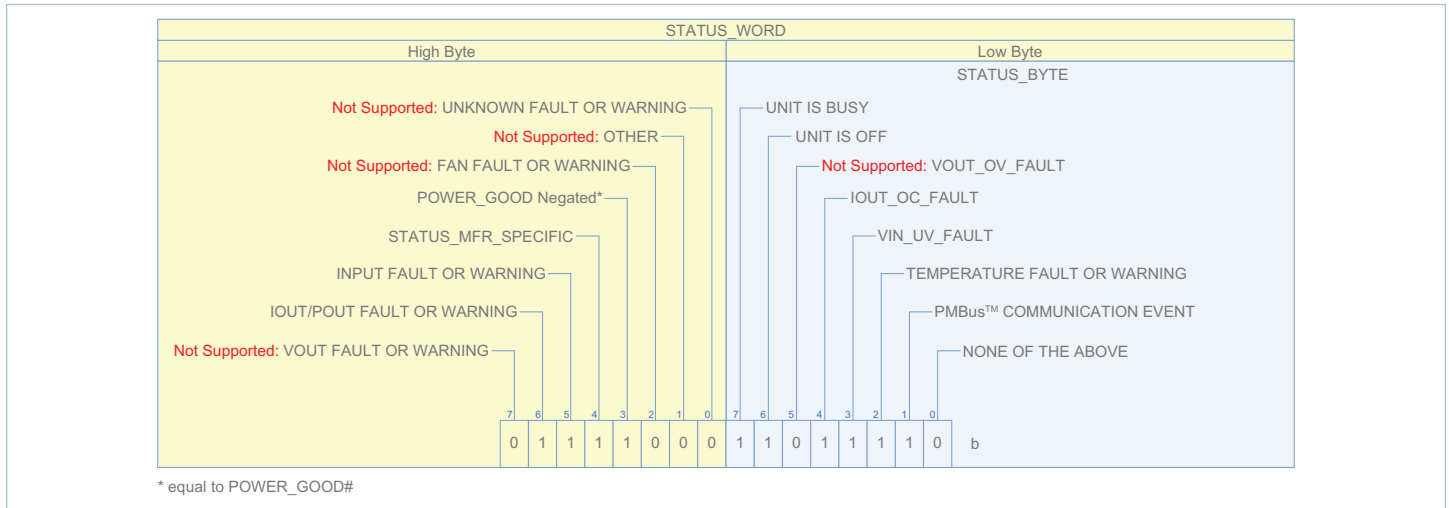 STATUS_WORD
High Byte
Low Byte
STATUS_BYTE
Not Supported: UNKNOWN FAULT OR WARNING
UNIT IS BUSY
Not Supported: OTHER
UNIT IS OFF
Not Supported: FAN FAULT OR WARNING
Not Supported: VOUT_OV_FAULT
POWER_GOOD Negated*
IOUT_OC_FAULT
STATUS_MFR_SPECIFIC
VIN_UV_FAULT
INPUT FAULT OR WARNING
TEMPERATURE FAULT OR WARNING
IOUT/POUT FAULT OR WARNING
PMBus™ COMMUNICATION EVENT
Not Supported: VOUT FAULT OR WARNING
NONE OF THE ABOVE
7 6 5 4 3 2 1 0 7 6 5 4 3 2 1 0
0 1 1 1 1 0 0 0 1 1 0 1 1 1 1 0 b
* equal to POWER_GOOD#